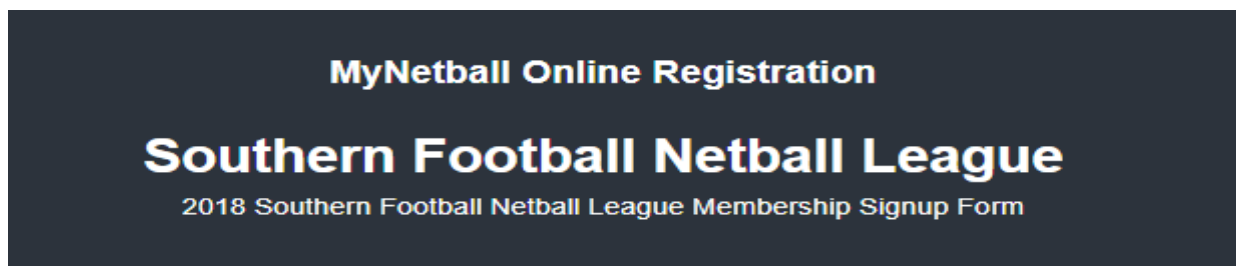 MyNetball Online Registration
Southern Football Netball League
2018 Southern Football Netball League Membership Signup Form